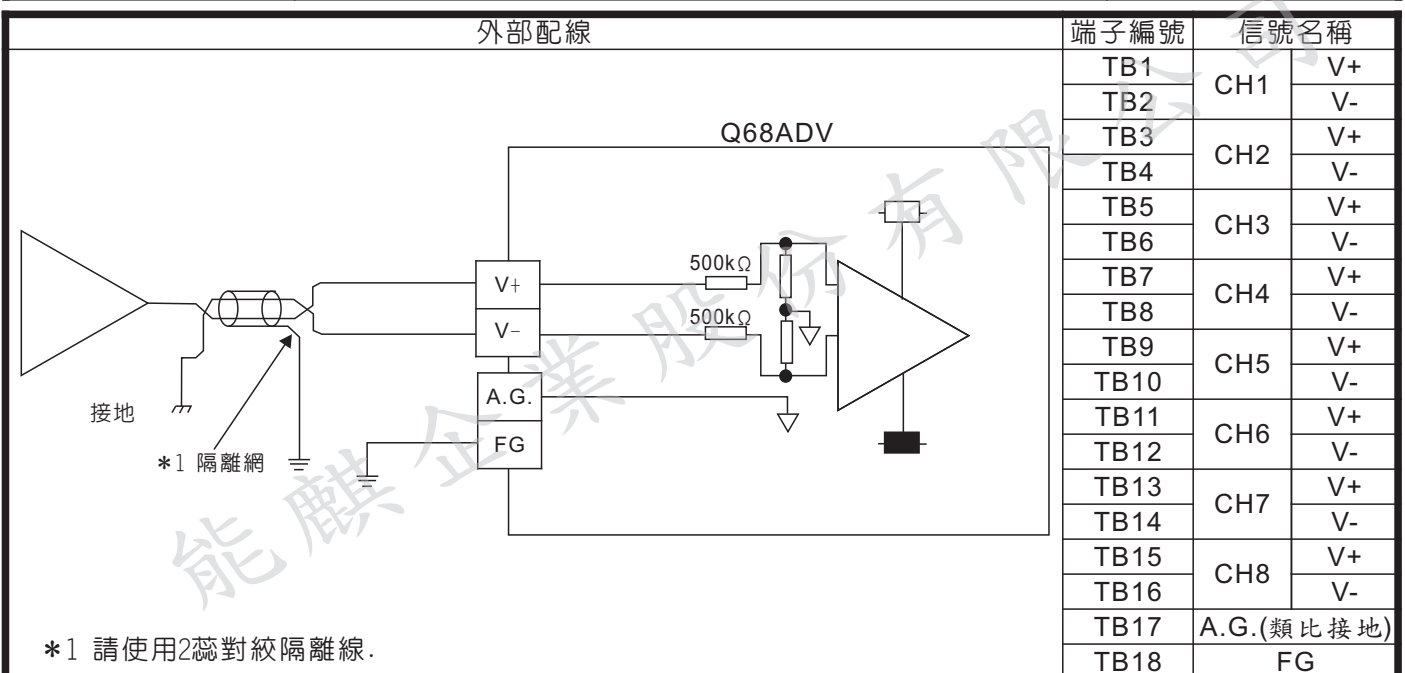 外部配線
端子編號 信號名稱
TB1 CH1 V+
TB2 V-
TB3 CH2 V+
TB4 V-
TB5 CH3 V+
TB6 V-
TB7 CH4 V+
TB8 V-
TB9 CH5 V+
TB10 V-
TB11 CH6 V+
TB12 V-
TB13 CH7 V+
TB14 V-
TB15 CH8 V+
TB16 V-
TB17 A.G.(類比接地)
TB18 FG
Q68ADV
500kΩ
V+
500kΩ
V-
A.G.
FG
接地
*1 隔離網
*1 請使用2蕊對絞隔離線.
能麒企業股份有限公司